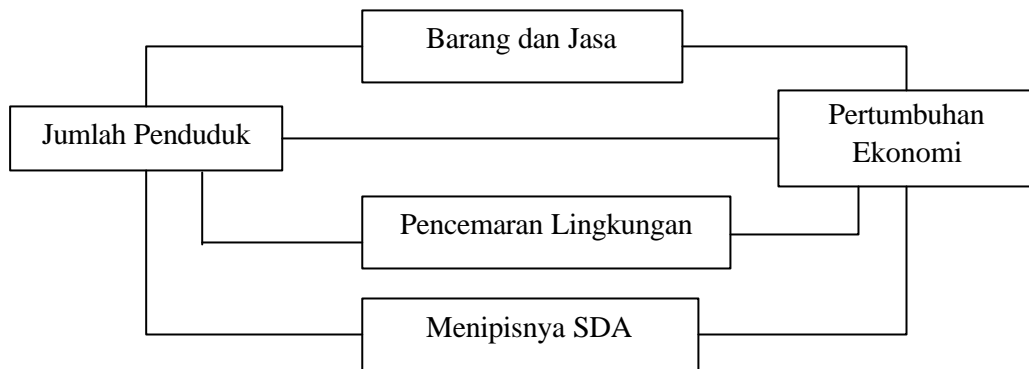 Barang dan Jasa
Jumlah Penduduk
Pertumbuhan
Ekonomi
Pencemaran Lingkungan
Menipisnya SDA